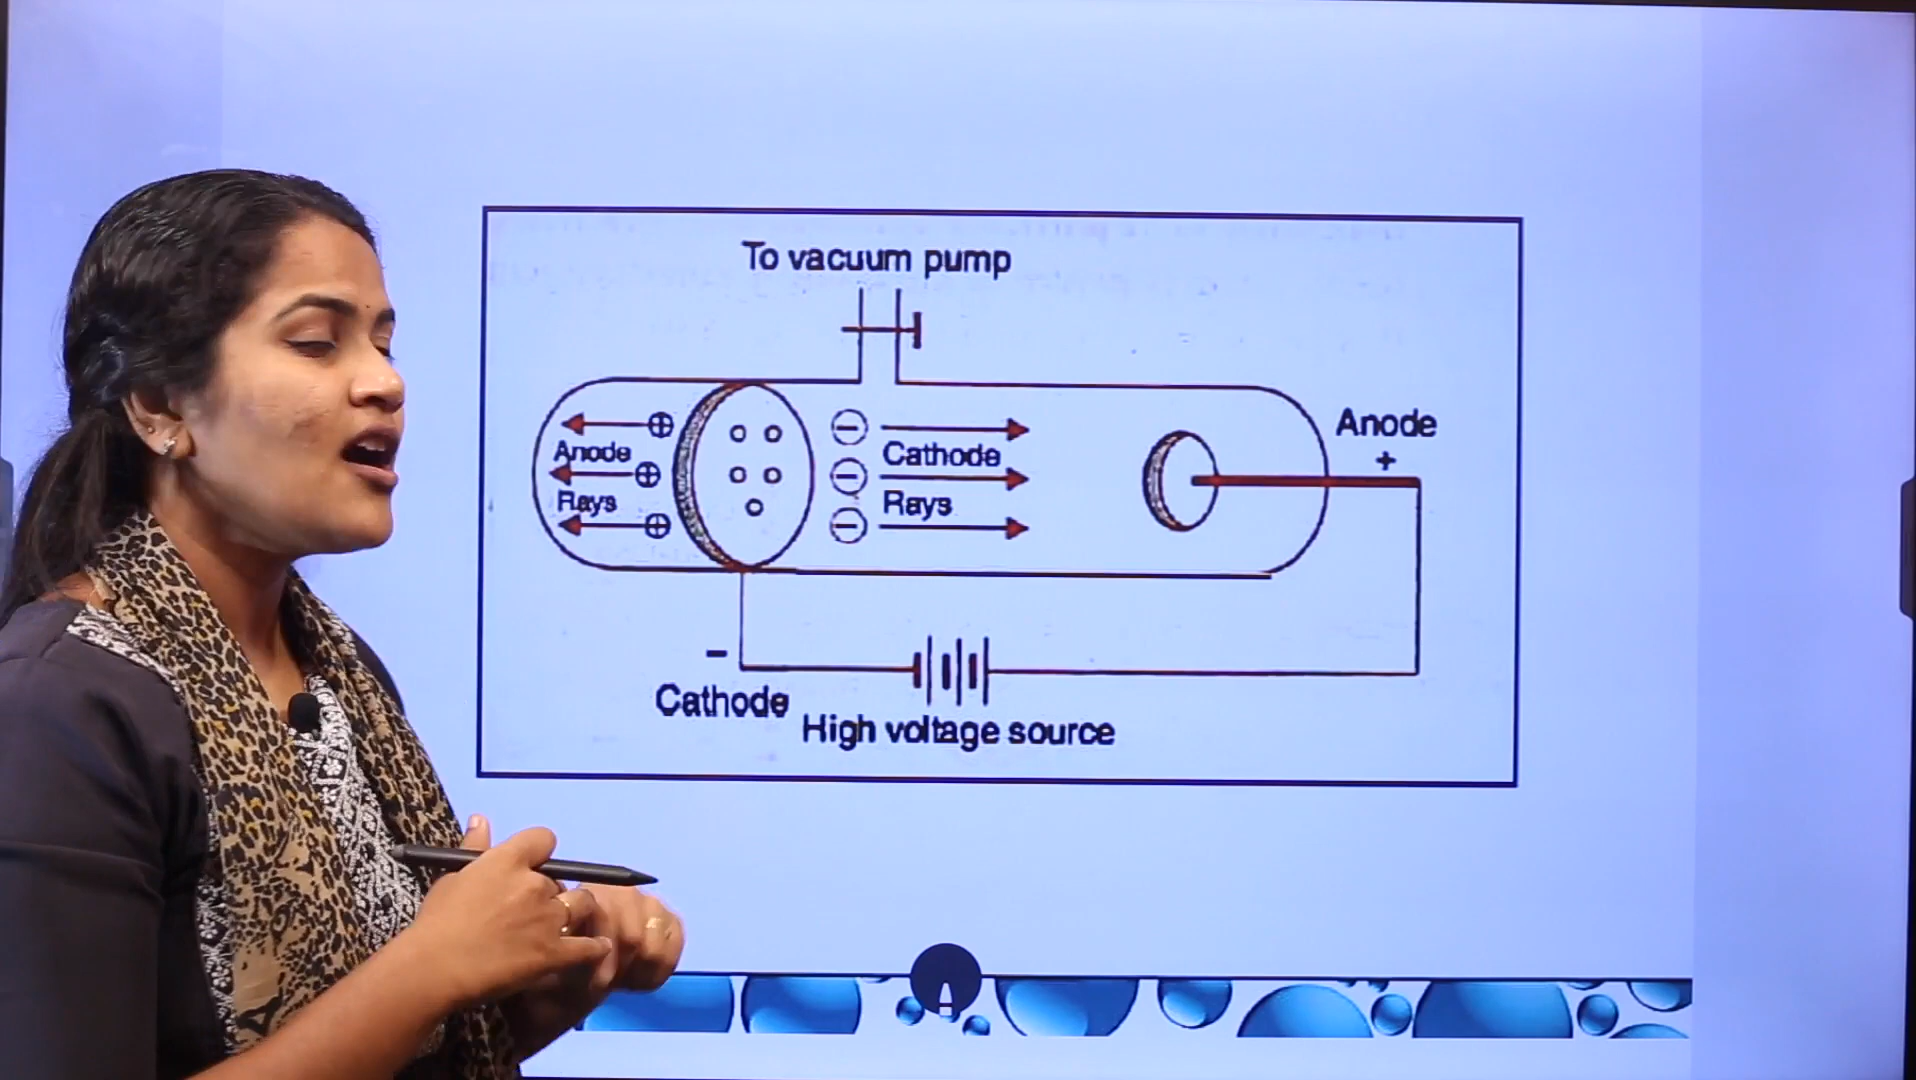 To vacuum pump
Anode
+
Anode
Rays
Cathode
Rays
-
Cathode
High voltage source